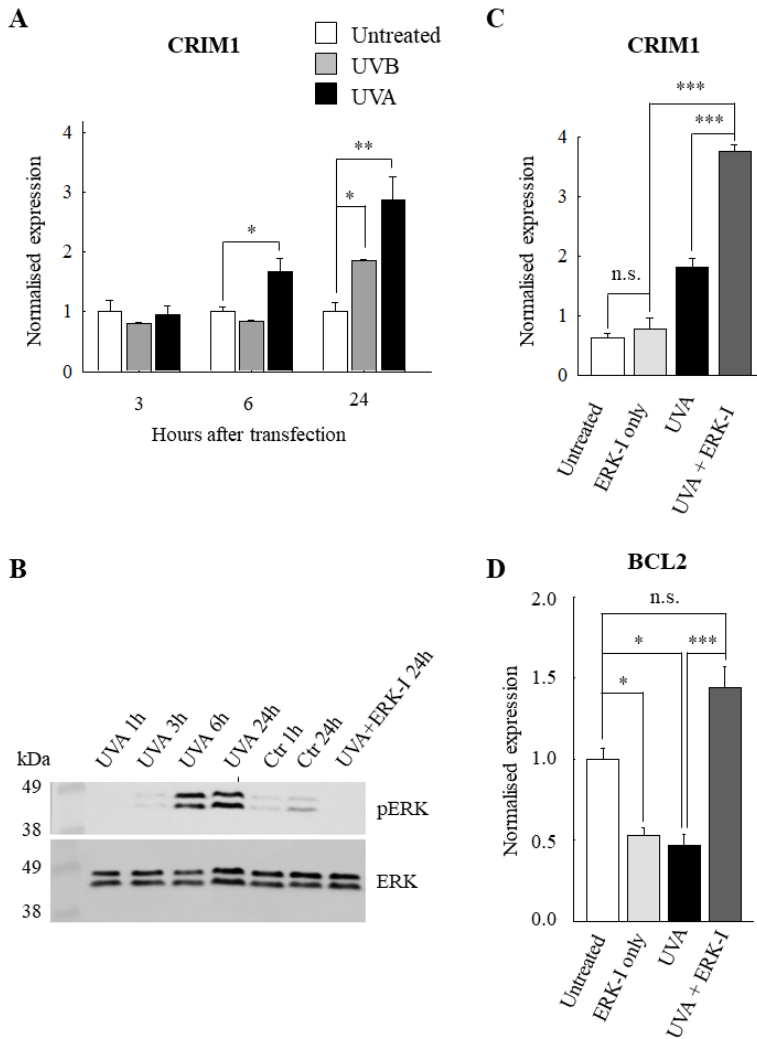 A
CRIM1
Untreated
UVB
UVA
Normalised expression
4
3
2
1
0
*
*
**
3
6
24
Hours after transfection
C
CRIM1
Normalised expression
4
3
2
1
0
n.s.
***
***
Untreated
ERK-I only
UVA
UVA + ERK-I
B
kDa
UVA 1h
UVA 3h
UVA 6h
UVA 24h
Ctr 1h
Ctr 24h
UVA+ERK-I 24h
49
38
pERK
49
38
ERK
D
BCL2
Normalised expression
2.0
1.5
1.0
0.5
0.0
n.s.
*
***
*
Untreated
ERK-I only
UVA
UVA + ERK-I